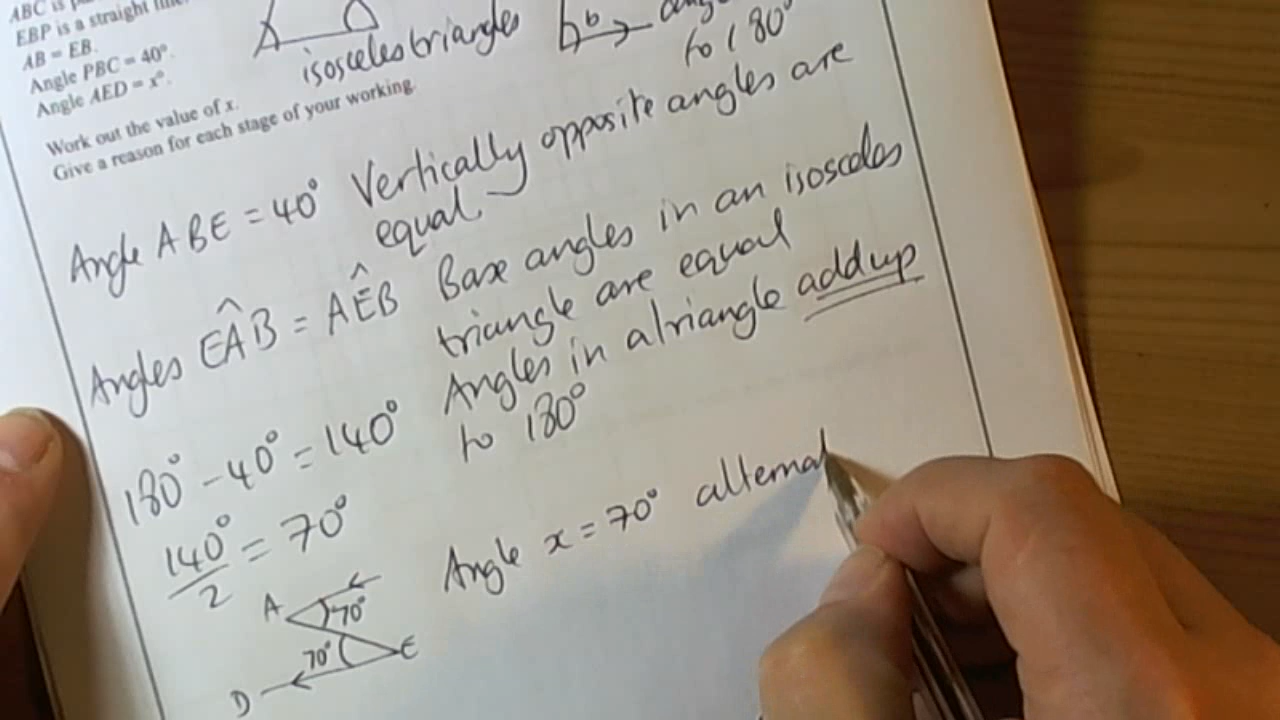 ABC is
EBP is a straight line.
AB = EB.
Angle PBC = 40°.
Angle AED = x°.
isosceles triangles
b
to 180°
Work out the value of x.
Give a reason for each stage of your working.
Angle ABE = 40° Vertically opposite angles are
equal.
Angles EÂB = AÊB Base angles in an isosceles
triangle are equal
180° - 40° = 140° Angles in a triangle add up
to 180°
140°/2 = 70°
Angle x = 70° alternat
A 70°
70° E
D